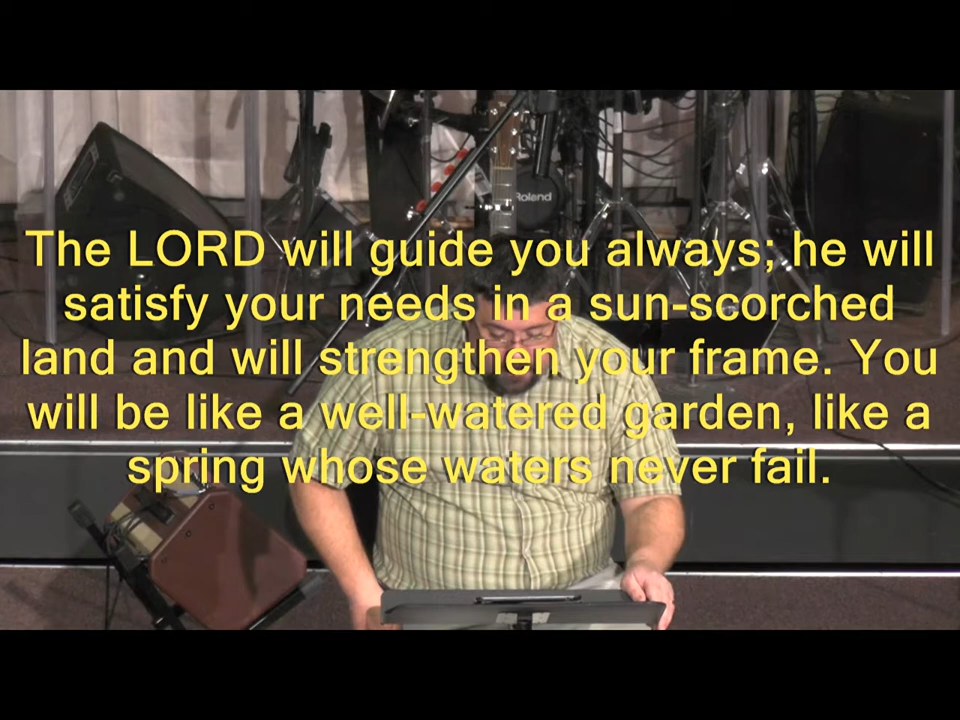 Roland
The LORD will guide you always; he will
satisfy your needs in a sun-scorched
land and will strengthen your frame. You
will be like a well-watered garden, like a
spring whose waters never fail.